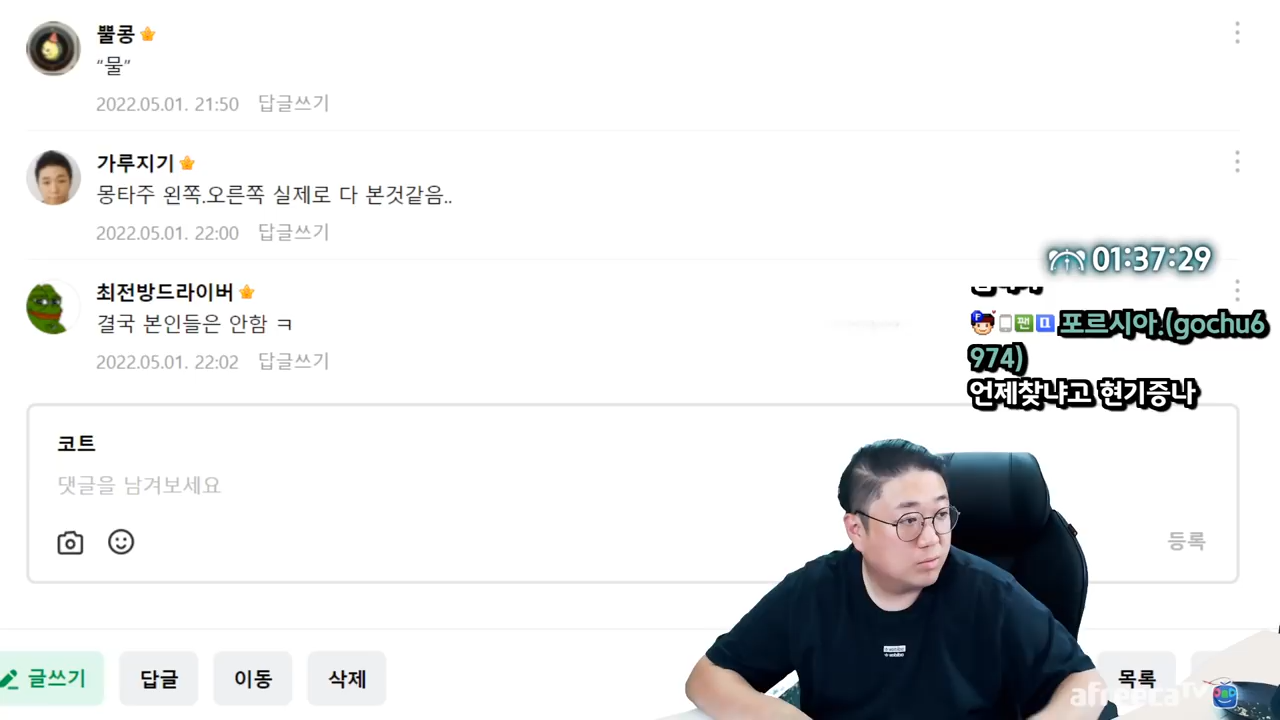 뿔콩
“물”
2022.05.01. 21:50 답글쓰기
가루지기
몽타주 왼쪽.오른쪽 실제로 다 본것같음..
2022.05.01. 22:00 답글쓰기
01:37:29
최전방드라이버
결국 본인들은 안함 ㅋ
2022.05.01. 22:02 답글쓰기
F 팬 포르시아.(gochu6
974)
언제찾냐고 현기증나
코트
댓글을 남겨보세요
등록
글쓰기 답글 이동 삭제 목록
afreecaTV